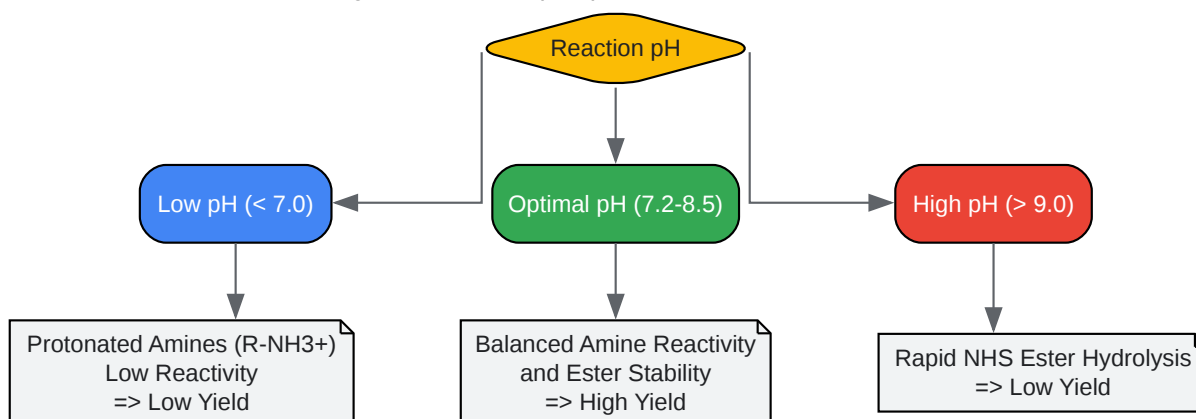 Reaction pH
Low pH (< 7.0)
Optimal pH (7.2-8.5)
High pH (> 9.0)
Protonated Amines (R-NH3+)
Low Reactivity
=> Low Yield
Balanced Amine Reactivity
and Ester Stability
=> High Yield
Rapid NHS Ester Hydrolysis
=> Low Yield